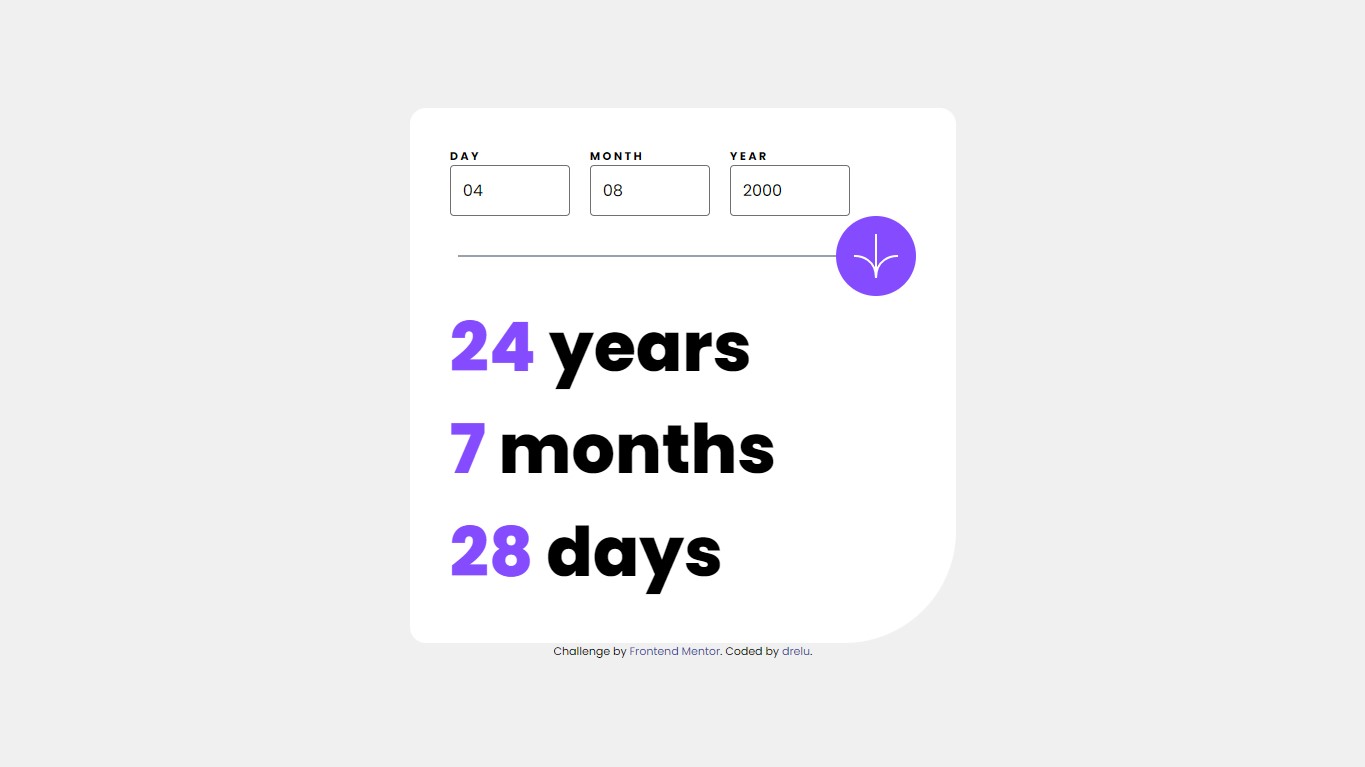 DAY MONTH YEAR
04 08 2000
24 years
7 months
28 days
Challenge by Frontend Mentor. Coded by drelu.